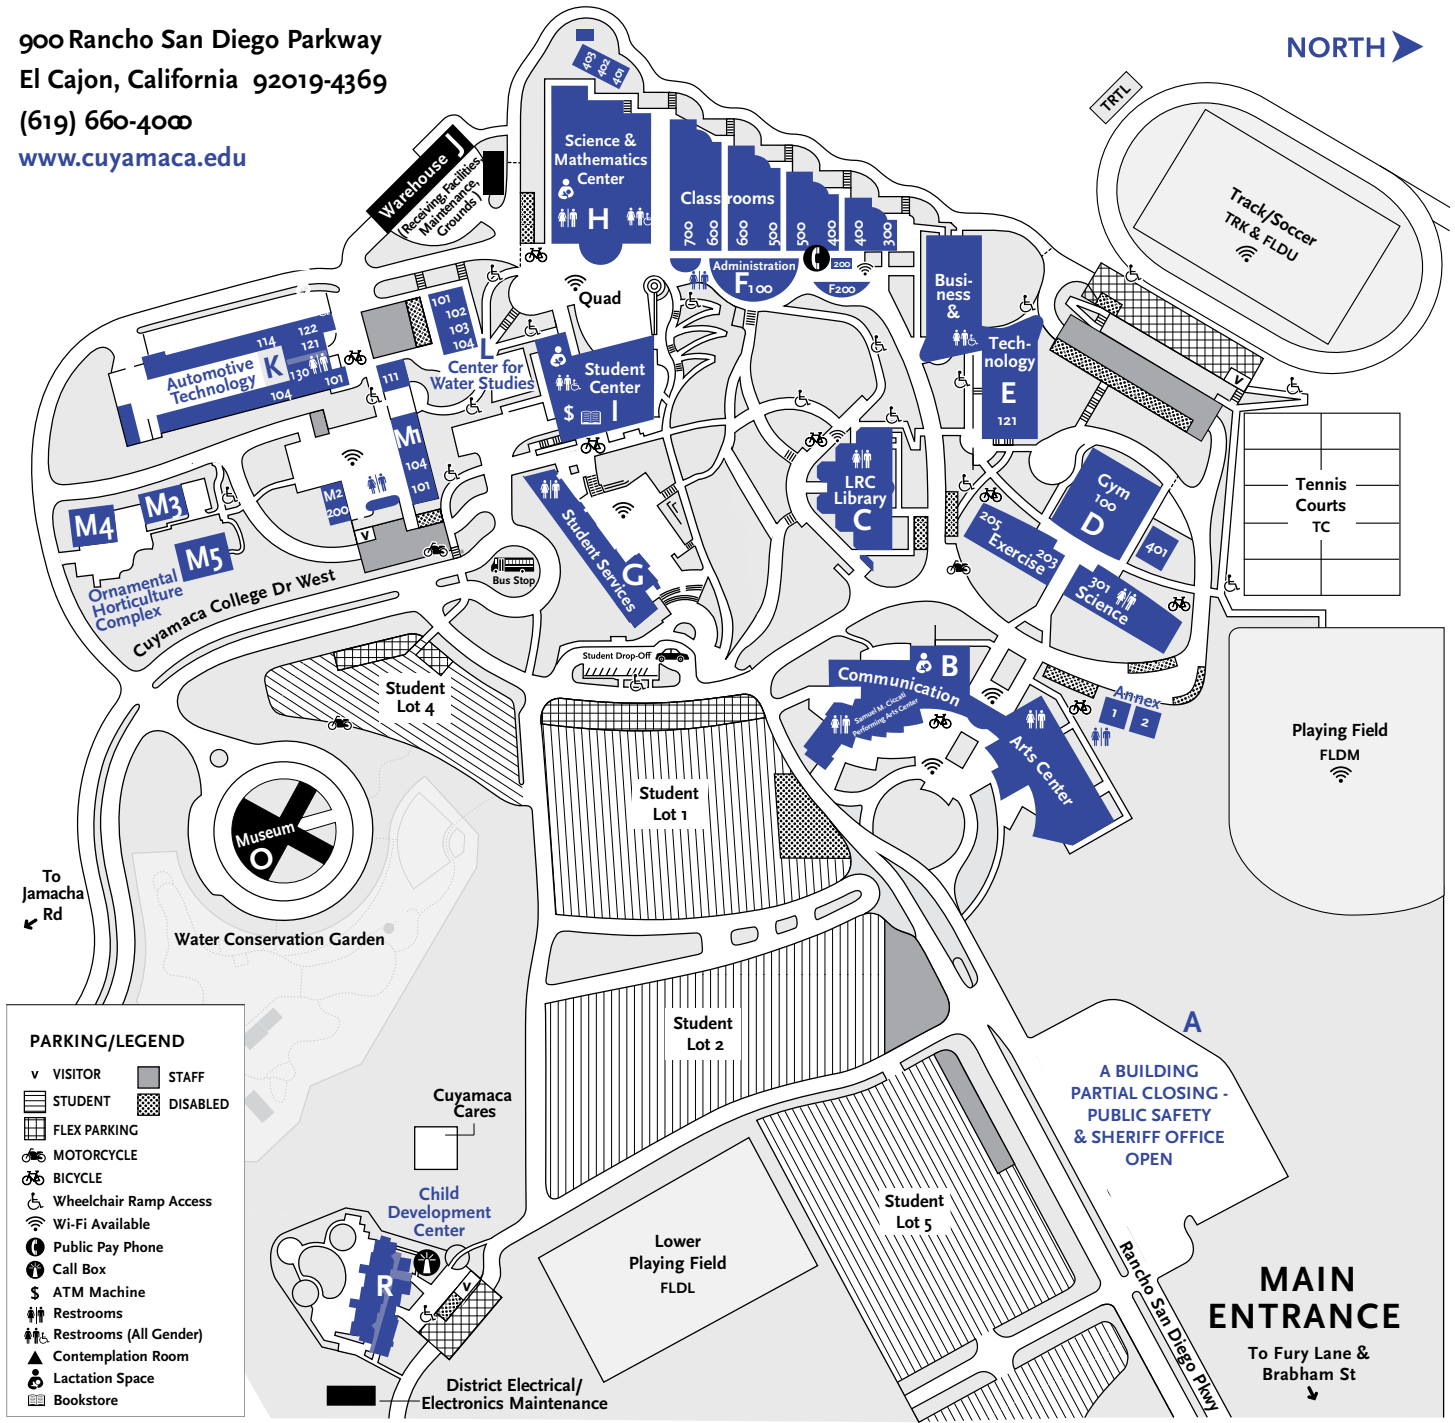 900 Rancho San Diego Parkway
El Cajon, California 92019-4369
(619) 660-4000
www.cuyamaca.edu
NORTH
403
402
401
Science &
Mathematics
Center
H
Warehouse J
(Receiving, Facilities,
Maintenance,
Grounds)
Classrooms
700
600
600
500
500
400
400
300
Administration
F100
200
F200
Quad
TRTL
Track/Soccer
TRK & FLDU
Busi-
ness
&
Tech-
nology
E
121
101
102
103
104
L
Center for
Water Studies
122
121
114
130
101
104
Automotive
Technology
K
111
Student
Center
$
I
M1
104
101
M2
200
V
M3
M4
M5
Ornamental
Horticulture
Complex
Cuyamaca College Dr West
Bus Stop
Student Services
G
LRC
Library
C
Gym
100
D
401
205
Exercise
203
301
Science
V
Tennis
Courts
TC
Student Drop-Off
Student
Lot 4
B
Communication
Samuel M. Ciccati
Performing Arts Center
Arts Center
Annex
1
2
Playing Field
FLDM
Student
Lot 1
Museum
O
To
Jamacha
Rd
Water Conservation Garden
Student
Lot 2
A
A BUILDING
PARTIAL CLOSING -
PUBLIC SAFETY
& SHERIFF OFFICE
OPEN
Cuyamaca
Cares
Child
Development
Center
R
V
Lower
Playing Field
FLDL
Student
Lot 5
Rancho San Diego Pkwy
MAIN
ENTRANCE
To Fury Lane &
Brabham St
District Electrical/
Electronics Maintenance
PARKING/LEGEND
V VISITOR
STAFF
STUDENT
DISABLED
FLEX PARKING
MOTORCYCLE
BICYCLE
Wheelchair Ramp Access
Wi-Fi Available
Public Pay Phone
Call Box
$ ATM Machine
Restrooms
Restrooms (All Gender)
Contemplation Room
Lactation Space
Bookstore